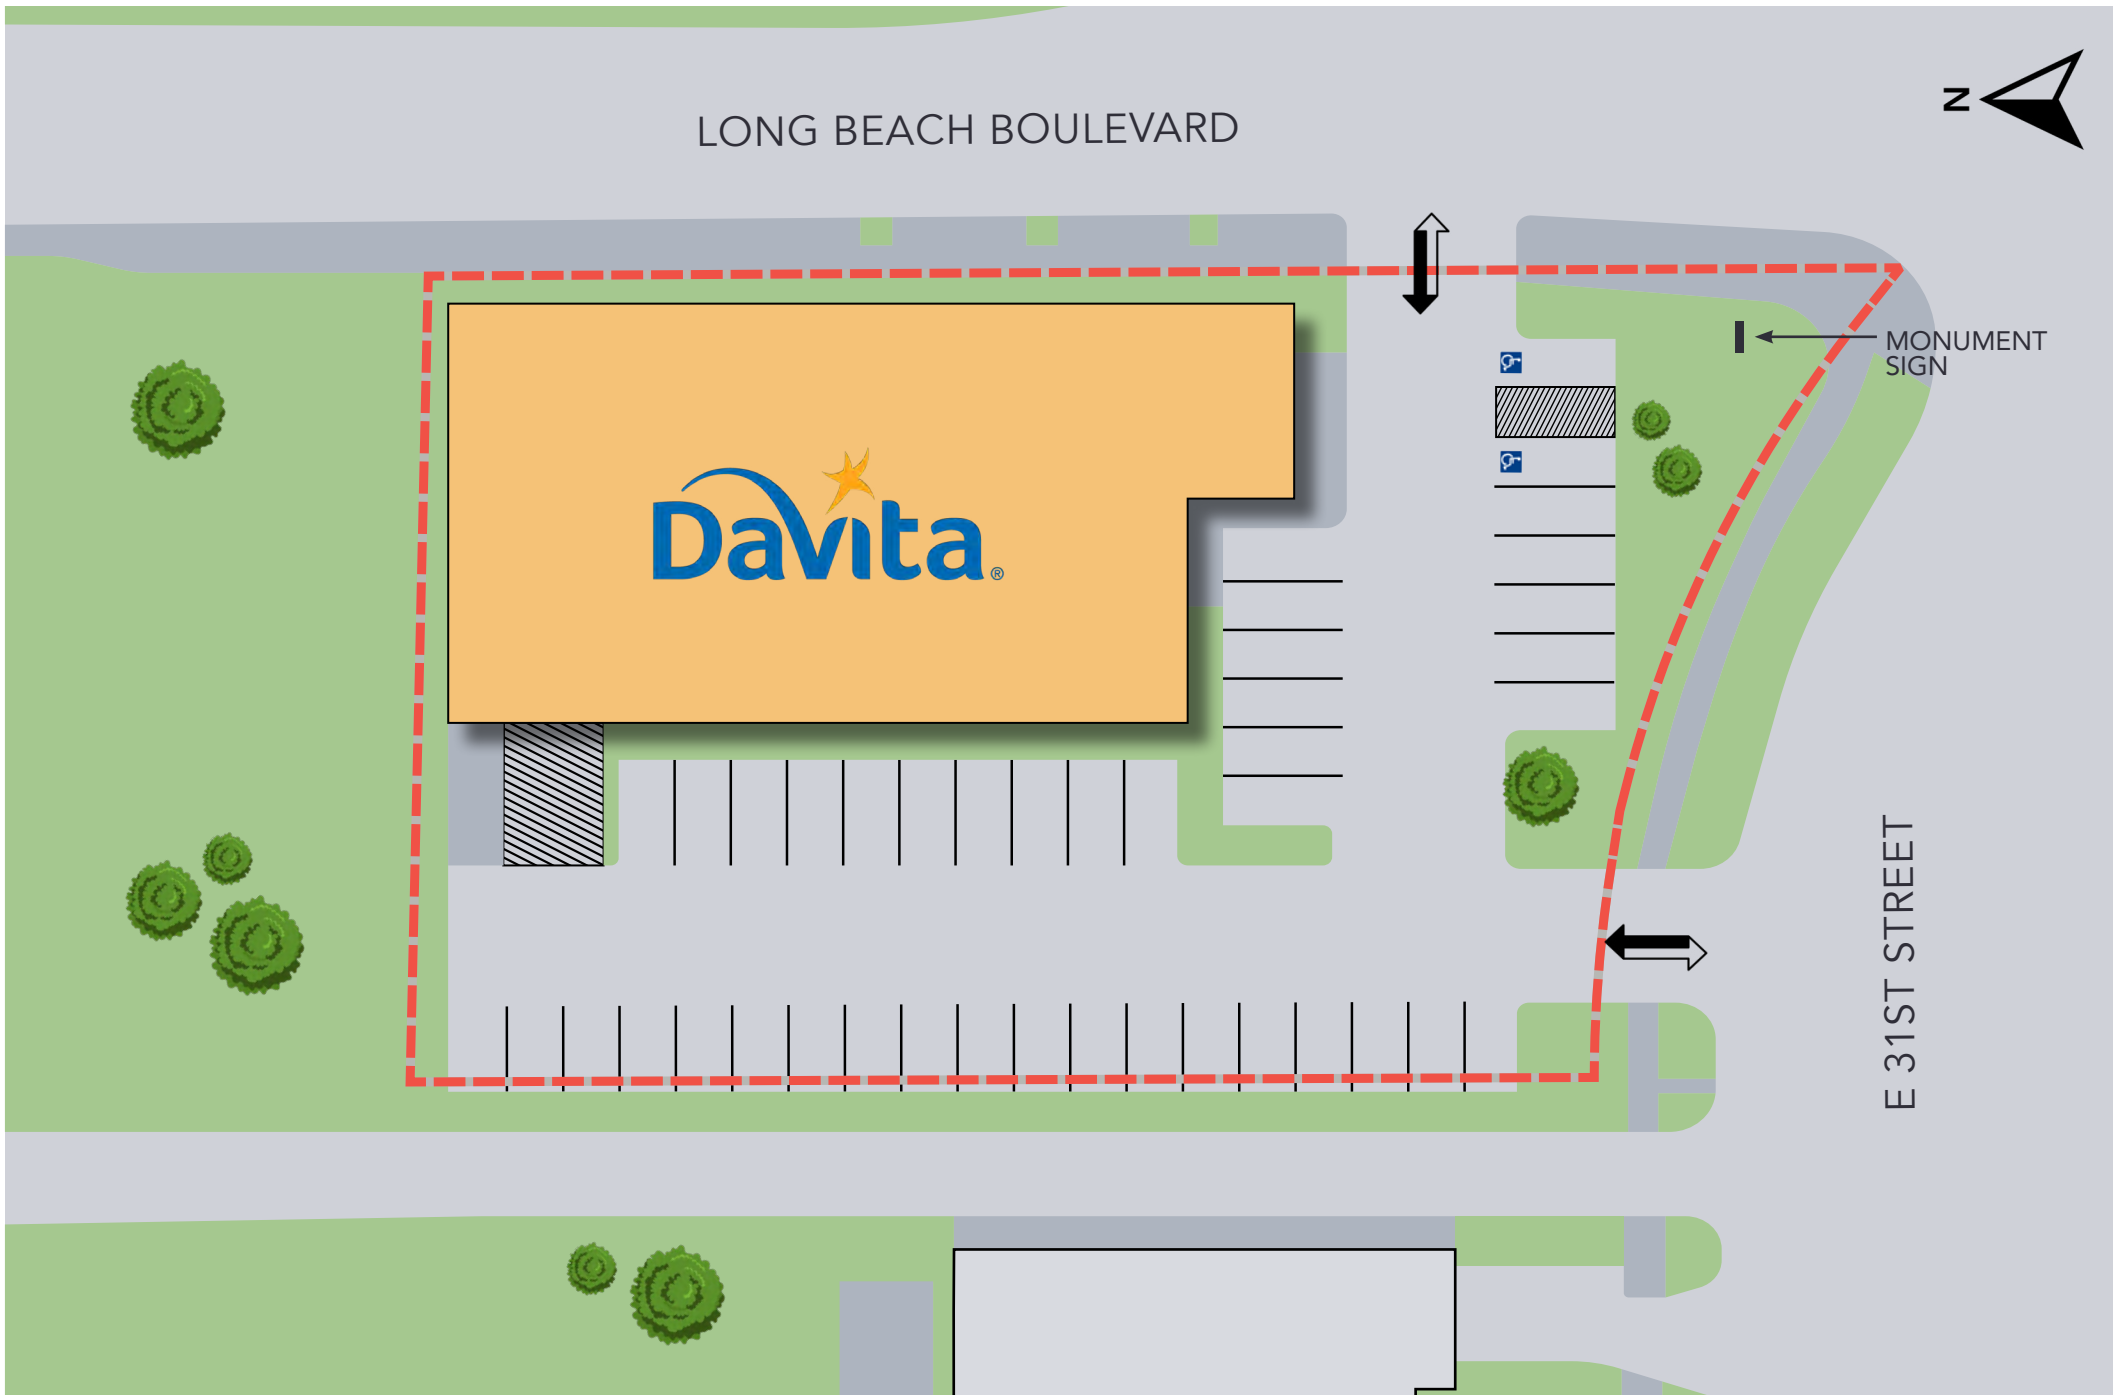 LONG BEACH BOULEVARD
N
MONUMENT
SIGN
DaVita®
E 31ST STREET